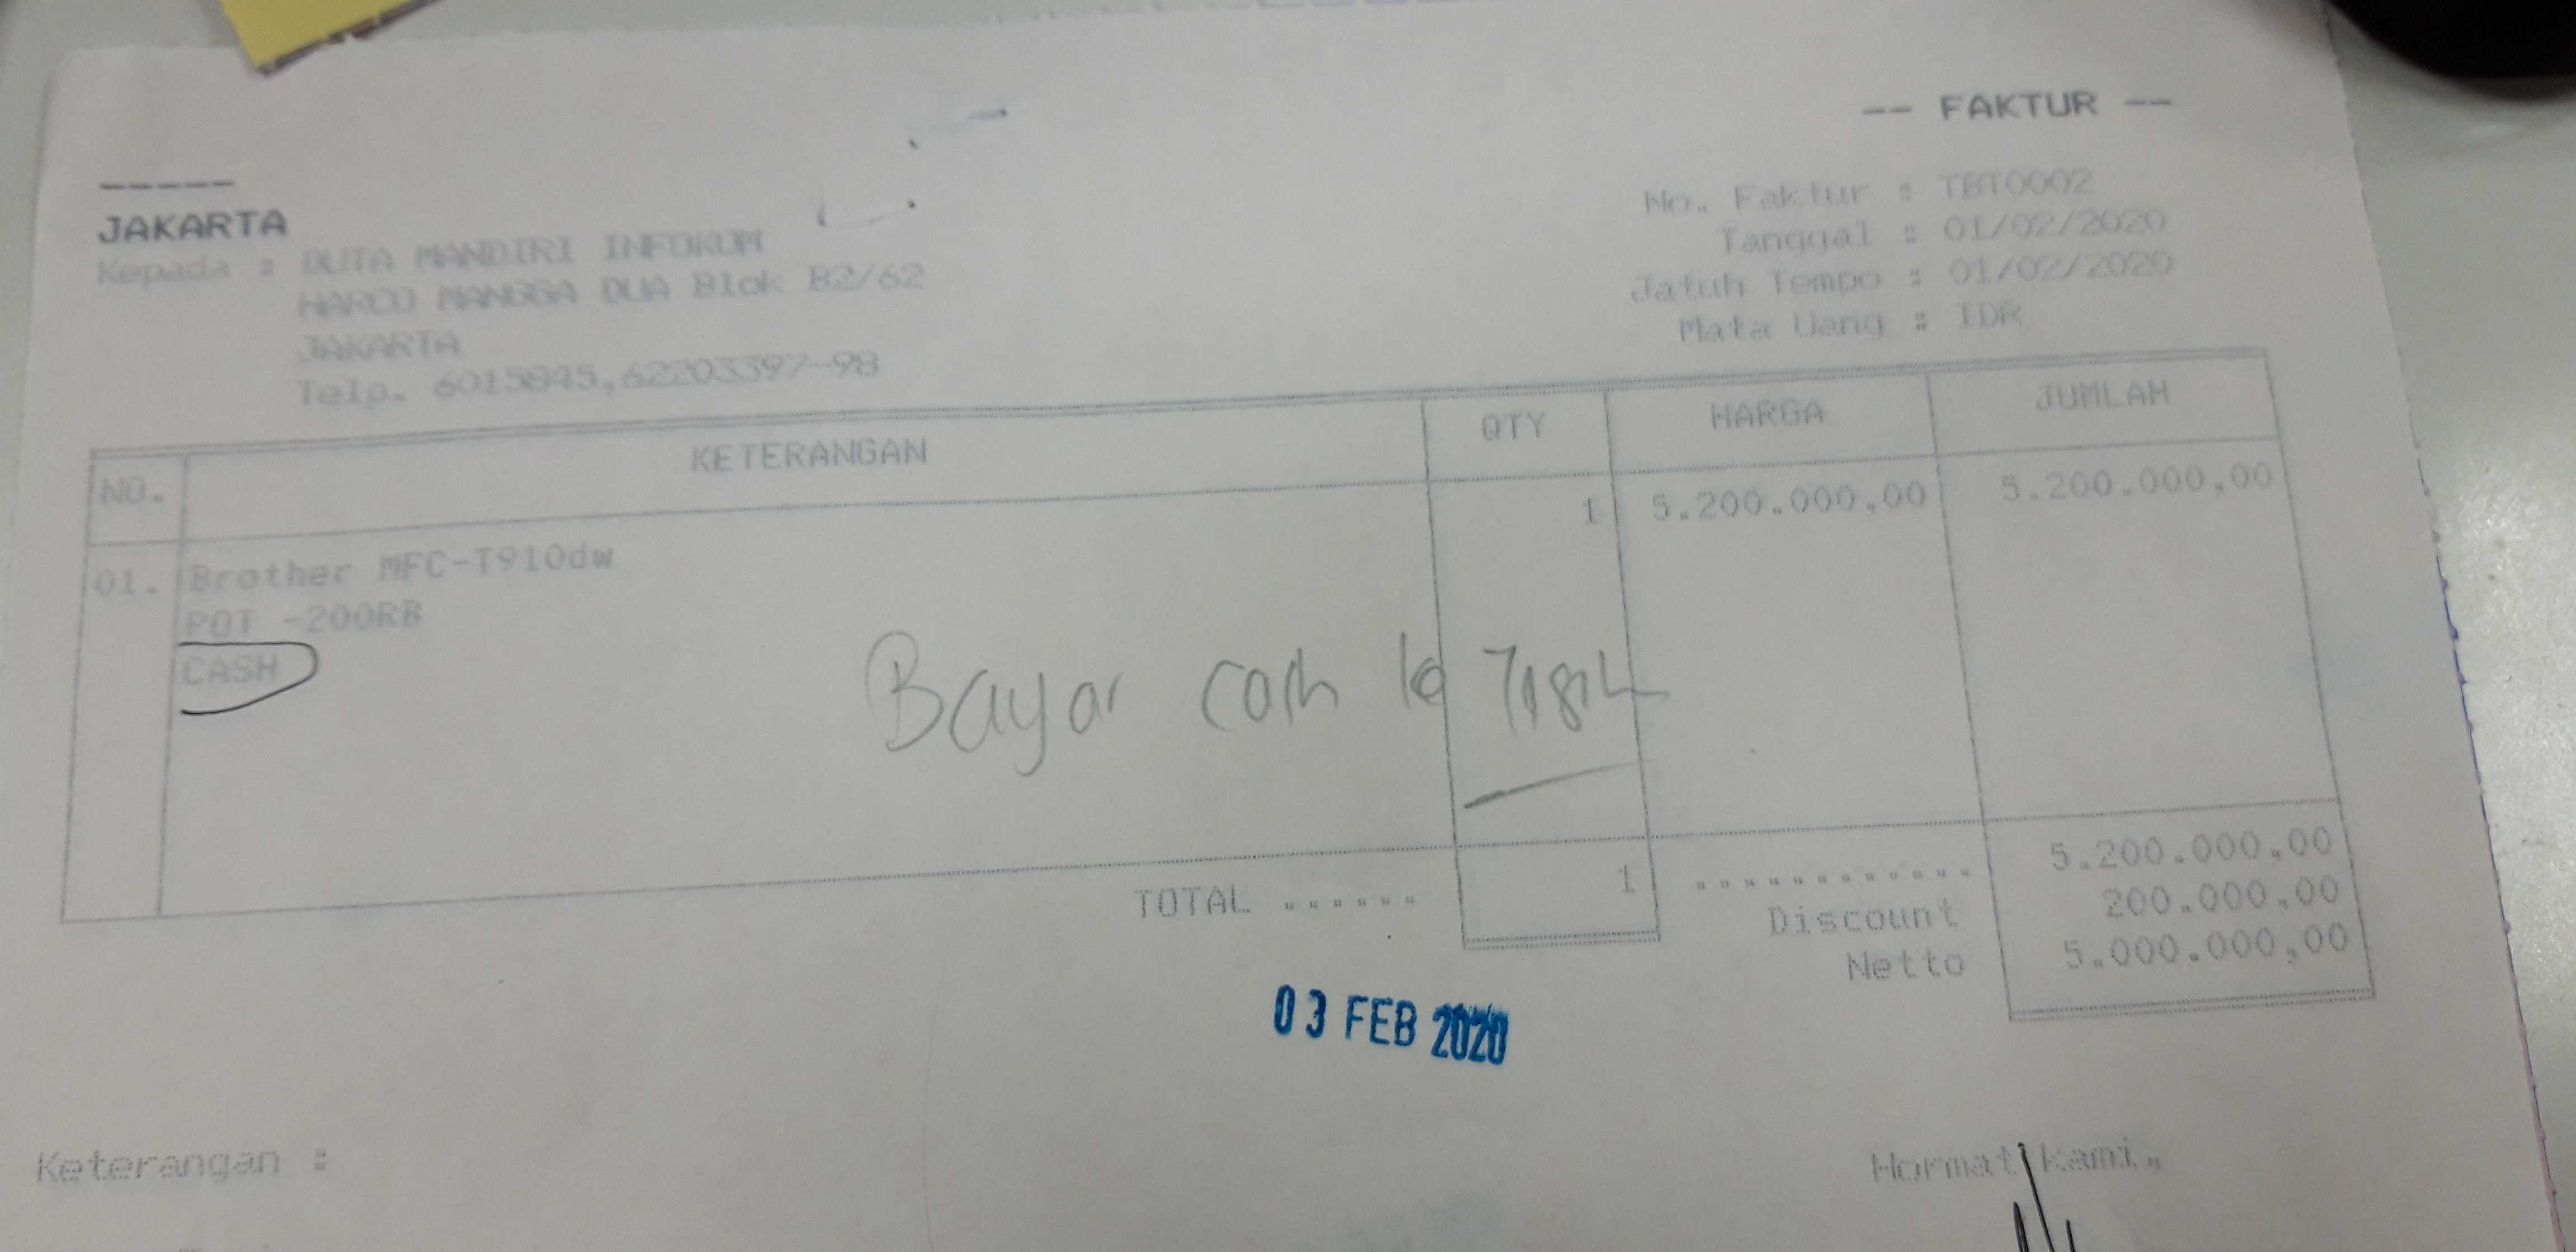 -- FAKTUR --
-----
JAKARTA
Kepada : DUTA MANDIRI INFOKOM
HARCO MANGGA DUA Blok B2/62
JAKARTA
Telp. 6015845,62203397-98
No. Faktur : TBT0002
Tanggal : 01/02/2020
Jatuh Tempo : 01/02/2020
Mata Uang : IDR
NO. KETERANGAN QTY HARGA JUMLAH
01. Brother MFC-T910dw 1 5.200.000,00 5.200.000,00
POT -200RB
CASH
Bayar cash
TOTAL ...... 1 ............ 5.200.000,00
Discount 200.000,00
Netto 5.000.000,00
03 FEB 2020
Keterangan :
Hormat kami,